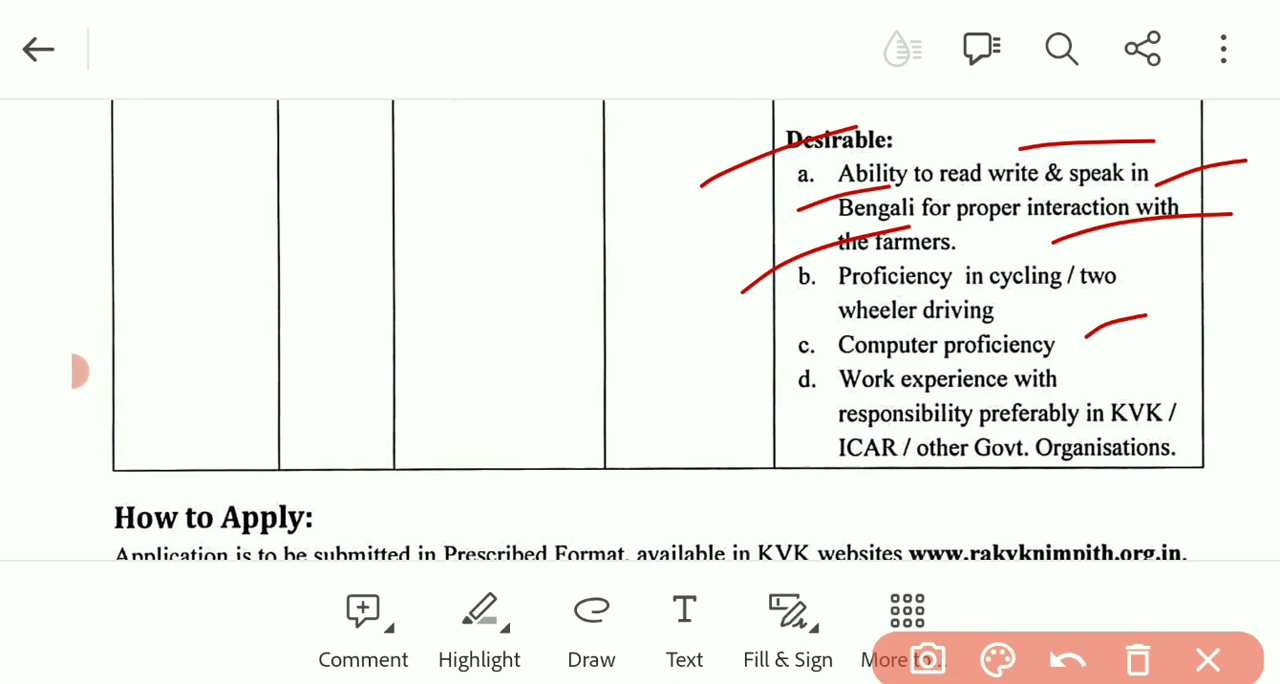 Desirable:
a. Ability to read write & speak in
Bengali for proper interaction with
the farmers.
b. Proficiency in cycling / two
wheeler driving
c. Computer proficiency
d. Work experience with
responsibility preferably in KVK /
ICAR / other Govt. Organisations.
How to Apply:
Application is to be submitted in Prescribed Format, available in KVK websites www.rakvknimpith.org.in,
Comment Highlight Draw Text Fill & Sign More to...